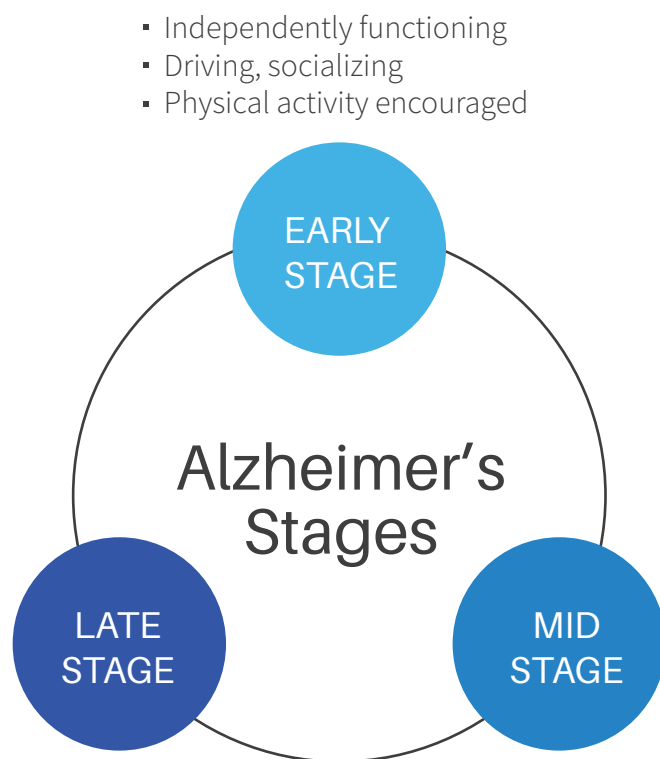 ▪ Independently functioning
▪ Driving, socializing
▪ Physical activity encouraged
EARLY
STAGE
Alzheimer’s
Stages
LATE
STAGE
MID
STAGE